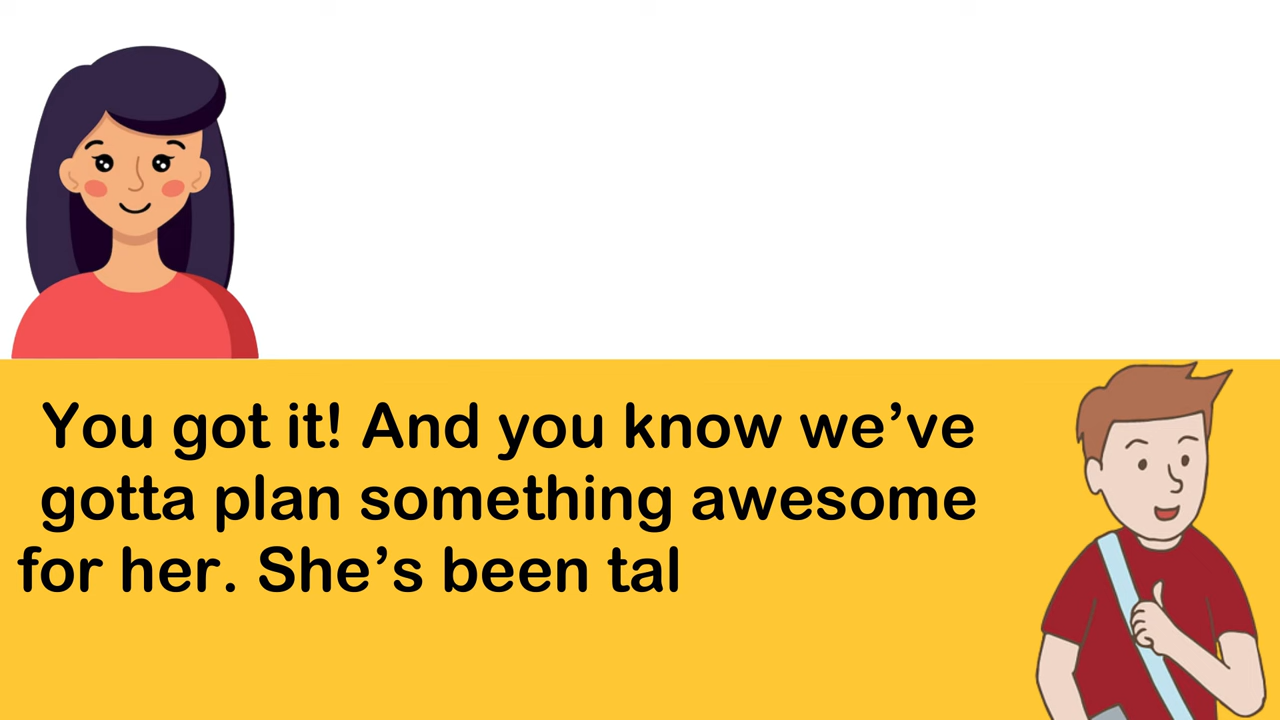 You got it! And you know we’ve
gotta plan something awesome
for her. She’s been tal